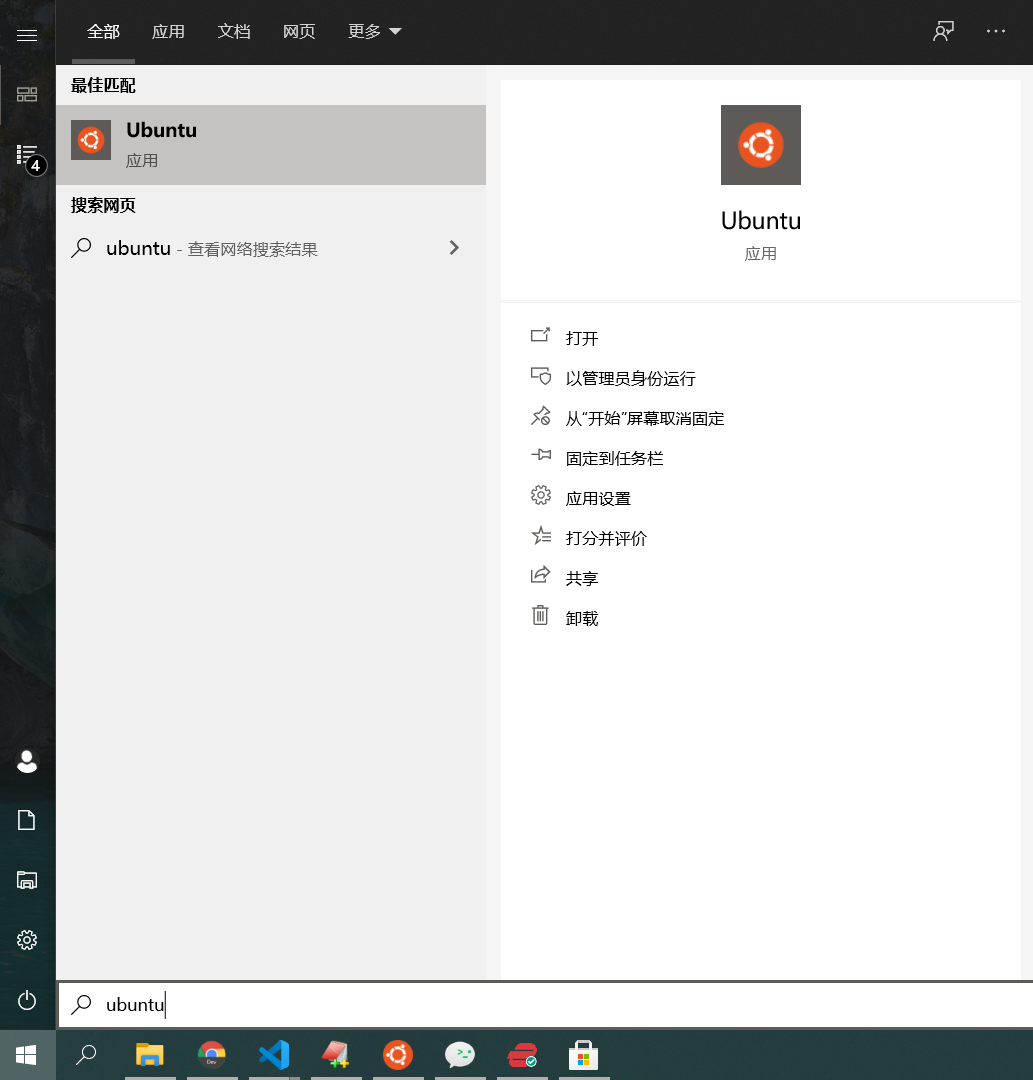 全部 应用 文档 网页 更多
最佳匹配
Ubuntu
应用
搜索网页
ubuntu - 查看网络搜索结果
4
Ubuntu
应用
打开
以管理员身份运行
从“开始”屏幕取消固定
固定到任务栏
应用设置
打分并评价
共享
卸载
ubuntu
Dev